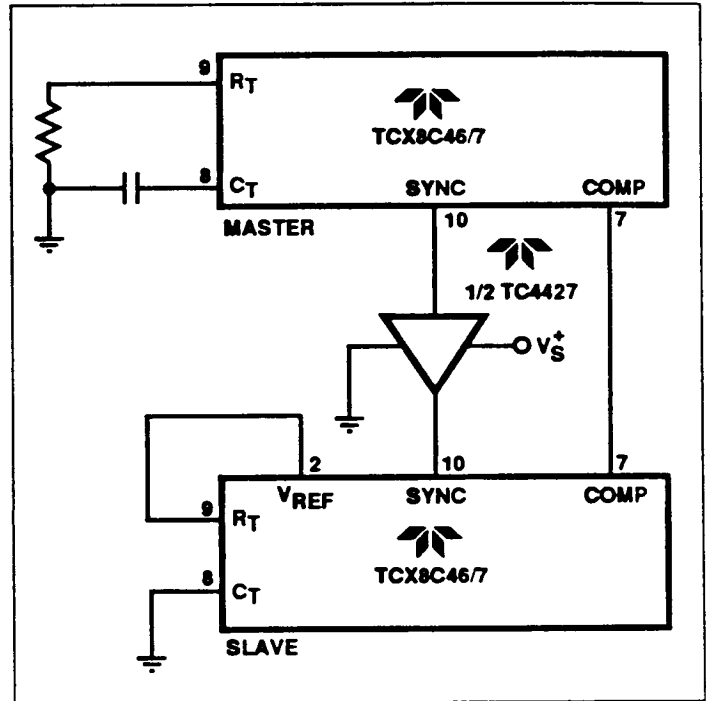 9
RT
TCX8C46/7
8
CT
SYNC
COMP
MASTER
10
7
1/2 TC4427
VS+
2
10
7
VREF
SYNC
COMP
9
RT
TCX8C46/7
8
CT
SLAVE